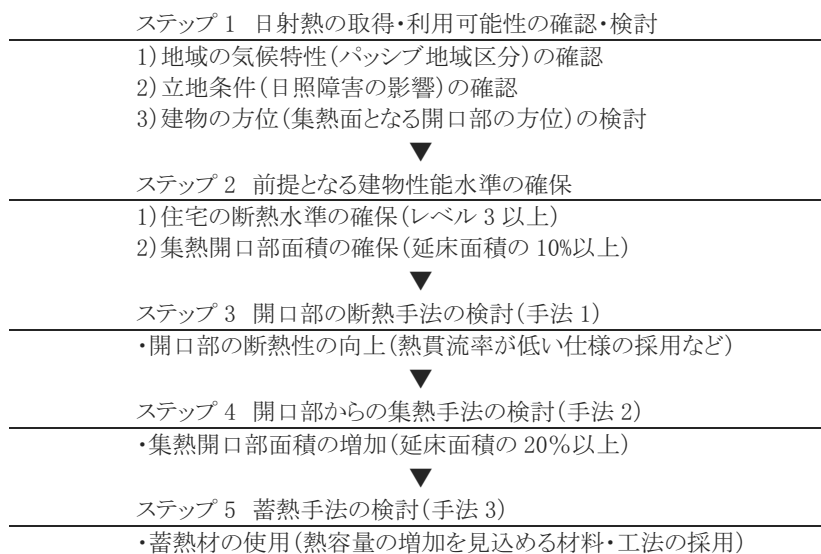 ステップ 1 日射熱の取得・利用可能性の確認・検討
1)地域の気候特性(パッシブ地域区分)の確認
2)立地条件(日照障害の影響)の確認
3)建物の方位(集熱面となる開口部の方位)の検討
▼
ステップ 2 前提となる建物性能水準の確保
1)住宅の断熱水準の確保(レベル 3 以上)
2)集熱開口部面積の確保(延床面積の 10%以上)
▼
ステップ 3 開口部の断熱手法の検討(手法 1)
・開口部の断熱性の向上(熱貫流率が低い仕様の採用など)
▼
ステップ 4 開口部からの集熱手法の検討(手法 2)
・集熱開口部面積の増加(延床面積の 20%以上)
▼
ステップ 5 蓄熱手法の検討(手法 3)
・蓄熱材の使用(熱容量の増加を見込める材料・工法の採用)